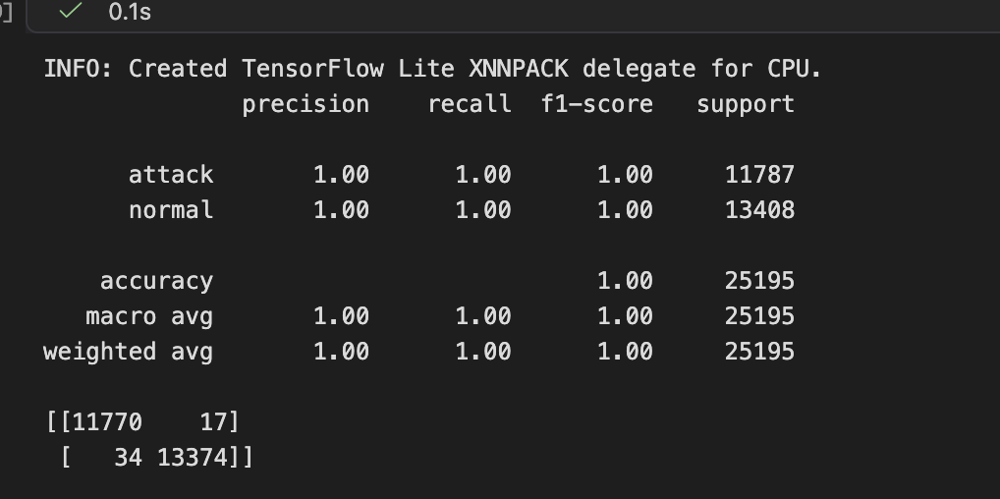 0.1s
INFO: Created TensorFlow Lite XNNPACK delegate for CPU.
precision recall f1-score support
attack 1.00 1.00 1.00 11787
normal 1.00 1.00 1.00 13408
accuracy 1.00 25195
macro avg 1.00 1.00 1.00 25195
weighted avg 1.00 1.00 1.00 25195
[[11770 17]
[ 34 13374]]